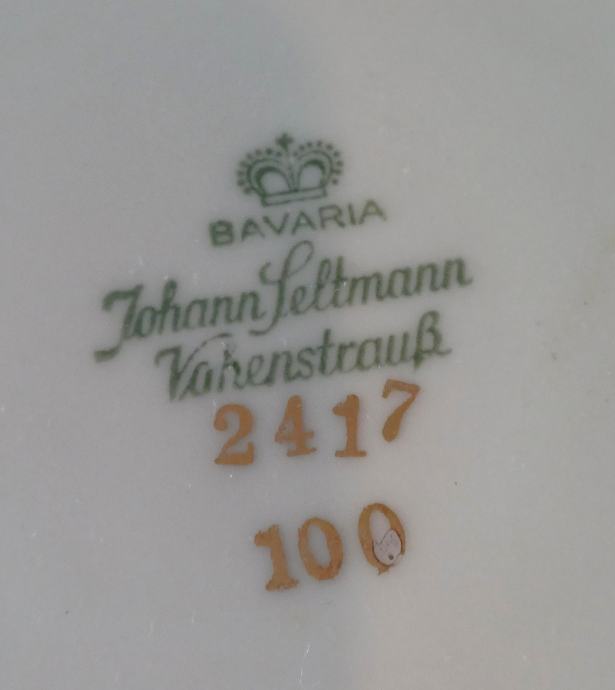 BAVARIA
Johann Seltmann
Vohenstrauß
2417
100